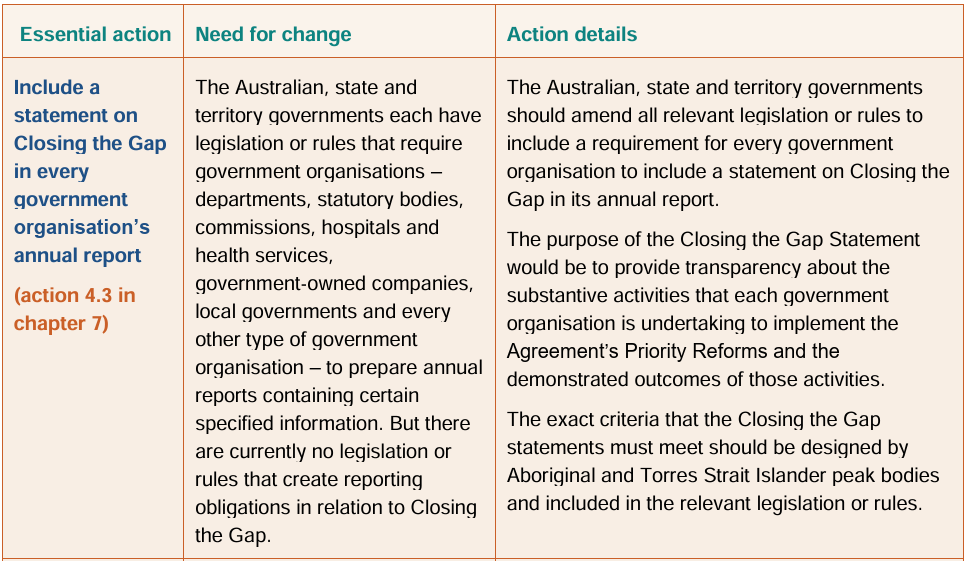 Essential action
Need for change
Action details
Include a
statement on
Closing the Gap
in every
government
organisation’s
annual report
(action 4.3 in
chapter 7)
The Australian, state and
territory governments each have
legislation or rules that require
government organisations –
departments, statutory bodies,
commissions, hospitals and
health services,
government-owned companies,
local governments and every
other type of government
organisation – to prepare annual
reports containing certain
specified information. But there
are currently no legislation or
rules that create reporting
obligations in relation to Closing
the Gap.
The Australian, state and territory governments
should amend all relevant legislation or rules to
include a requirement for every government
organisation to include a statement on Closing the
Gap in its annual report.
The purpose of the Closing the Gap Statement
would be to provide transparency about the
substantive activities that each government
organisation is undertaking to implement the
Agreement’s Priority Reforms and the
demonstrated outcomes of those activities.
The exact criteria that the Closing the Gap
statements must meet should be designed by
Aboriginal and Torres Strait Islander peak bodies
and included in the relevant legislation or rules.